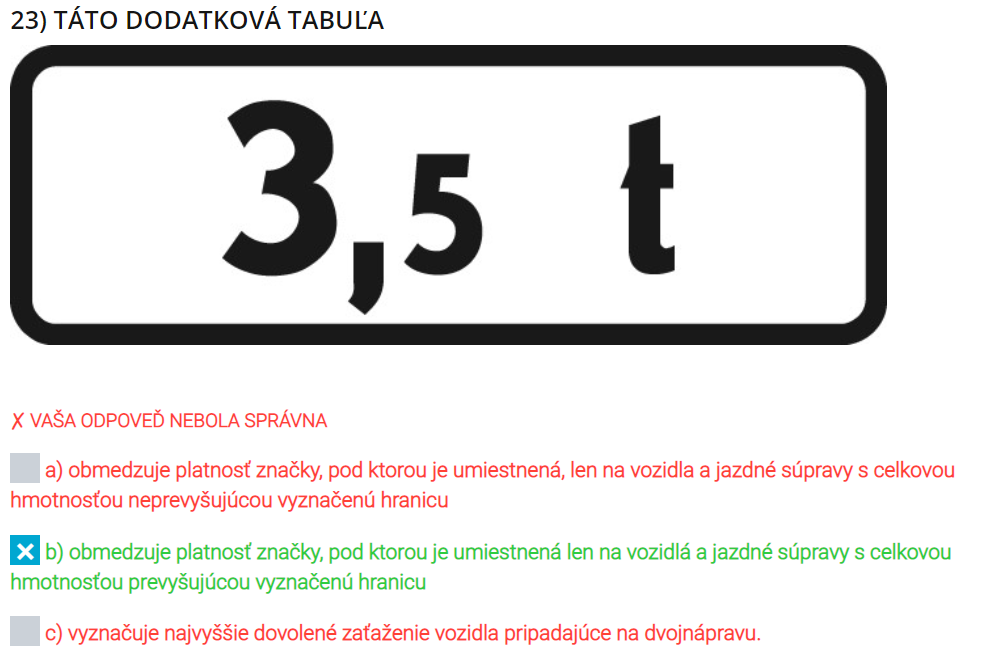 23) TÁTO DODATKOVÁ TABUĽA
3,5 t
✗ VAŠA ODPOVEĎ NEBOLA SPRÁVNA
a) obmedzuje platnosť značky, pod ktorou je umiestnená, len na vozidla a jazdné súpravy s celkovou
hmotnosťou neprevyšujúcou vyznačenú hranicu
b) obmedzuje platnosť značky, pod ktorou je umiestnená len na vozidlá a jazdné súpravy s celkovou
hmotnosťou prevyšujúcou vyznačenú hranicu
c) vyznačuje najvyššie dovolené zaťaženie vozidla pripadajúce na dvojnápravu.